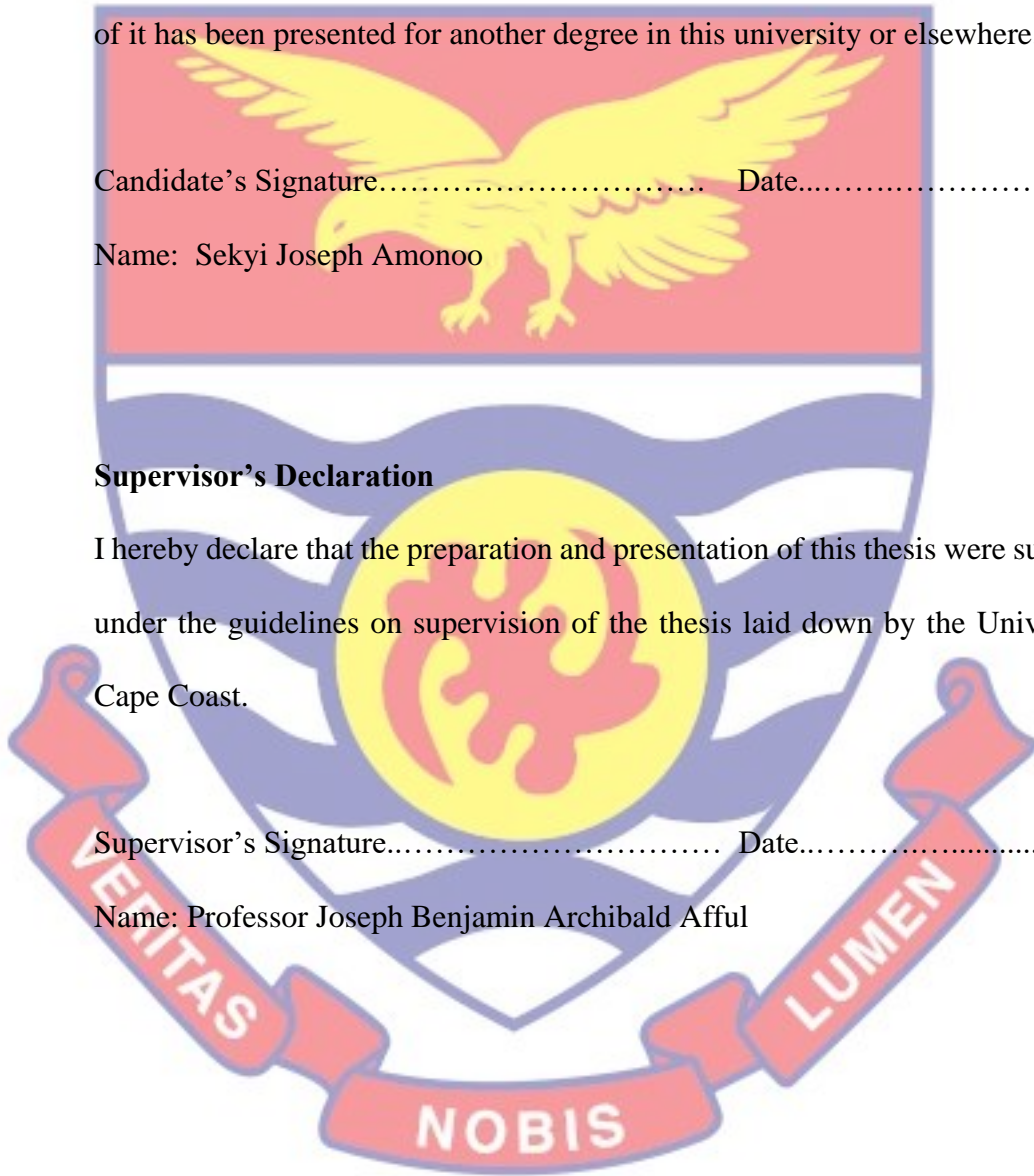 of it has been presented for another degree in this university or elsewhere
Candidate’s Signature…………………………. Date...…….……………
Name: Sekyi Joseph Amonoo
Supervisor’s Declaration
I hereby declare that the preparation and presentation of this thesis were
under the guidelines on supervision of the thesis laid down by the
Cape Coast.
Supervisor’s Signature..………………………… Date..……….…...........
Name: Professor Joseph Benjamin Archibald Afful
VERITAS
NOBIS
LUMEN